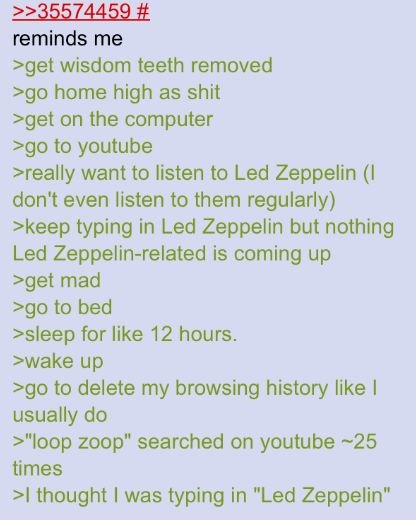 >>35574459 #
reminds me
>get wisdom teeth removed
>go home high as shit
>get on the computer
>go to youtube
>really want to listen to Led Zeppelin (I
don't even listen to them regularly)
>keep typing in Led Zeppelin but nothing
Led Zeppelin-related is coming up
>get mad
>go to bed
>sleep for like 12 hours.
>wake up
>go to delete my browsing history like I
usually do
>"loop zoop" searched on youtube ~25
times
>I thought I was typing in "Led Zeppelin"